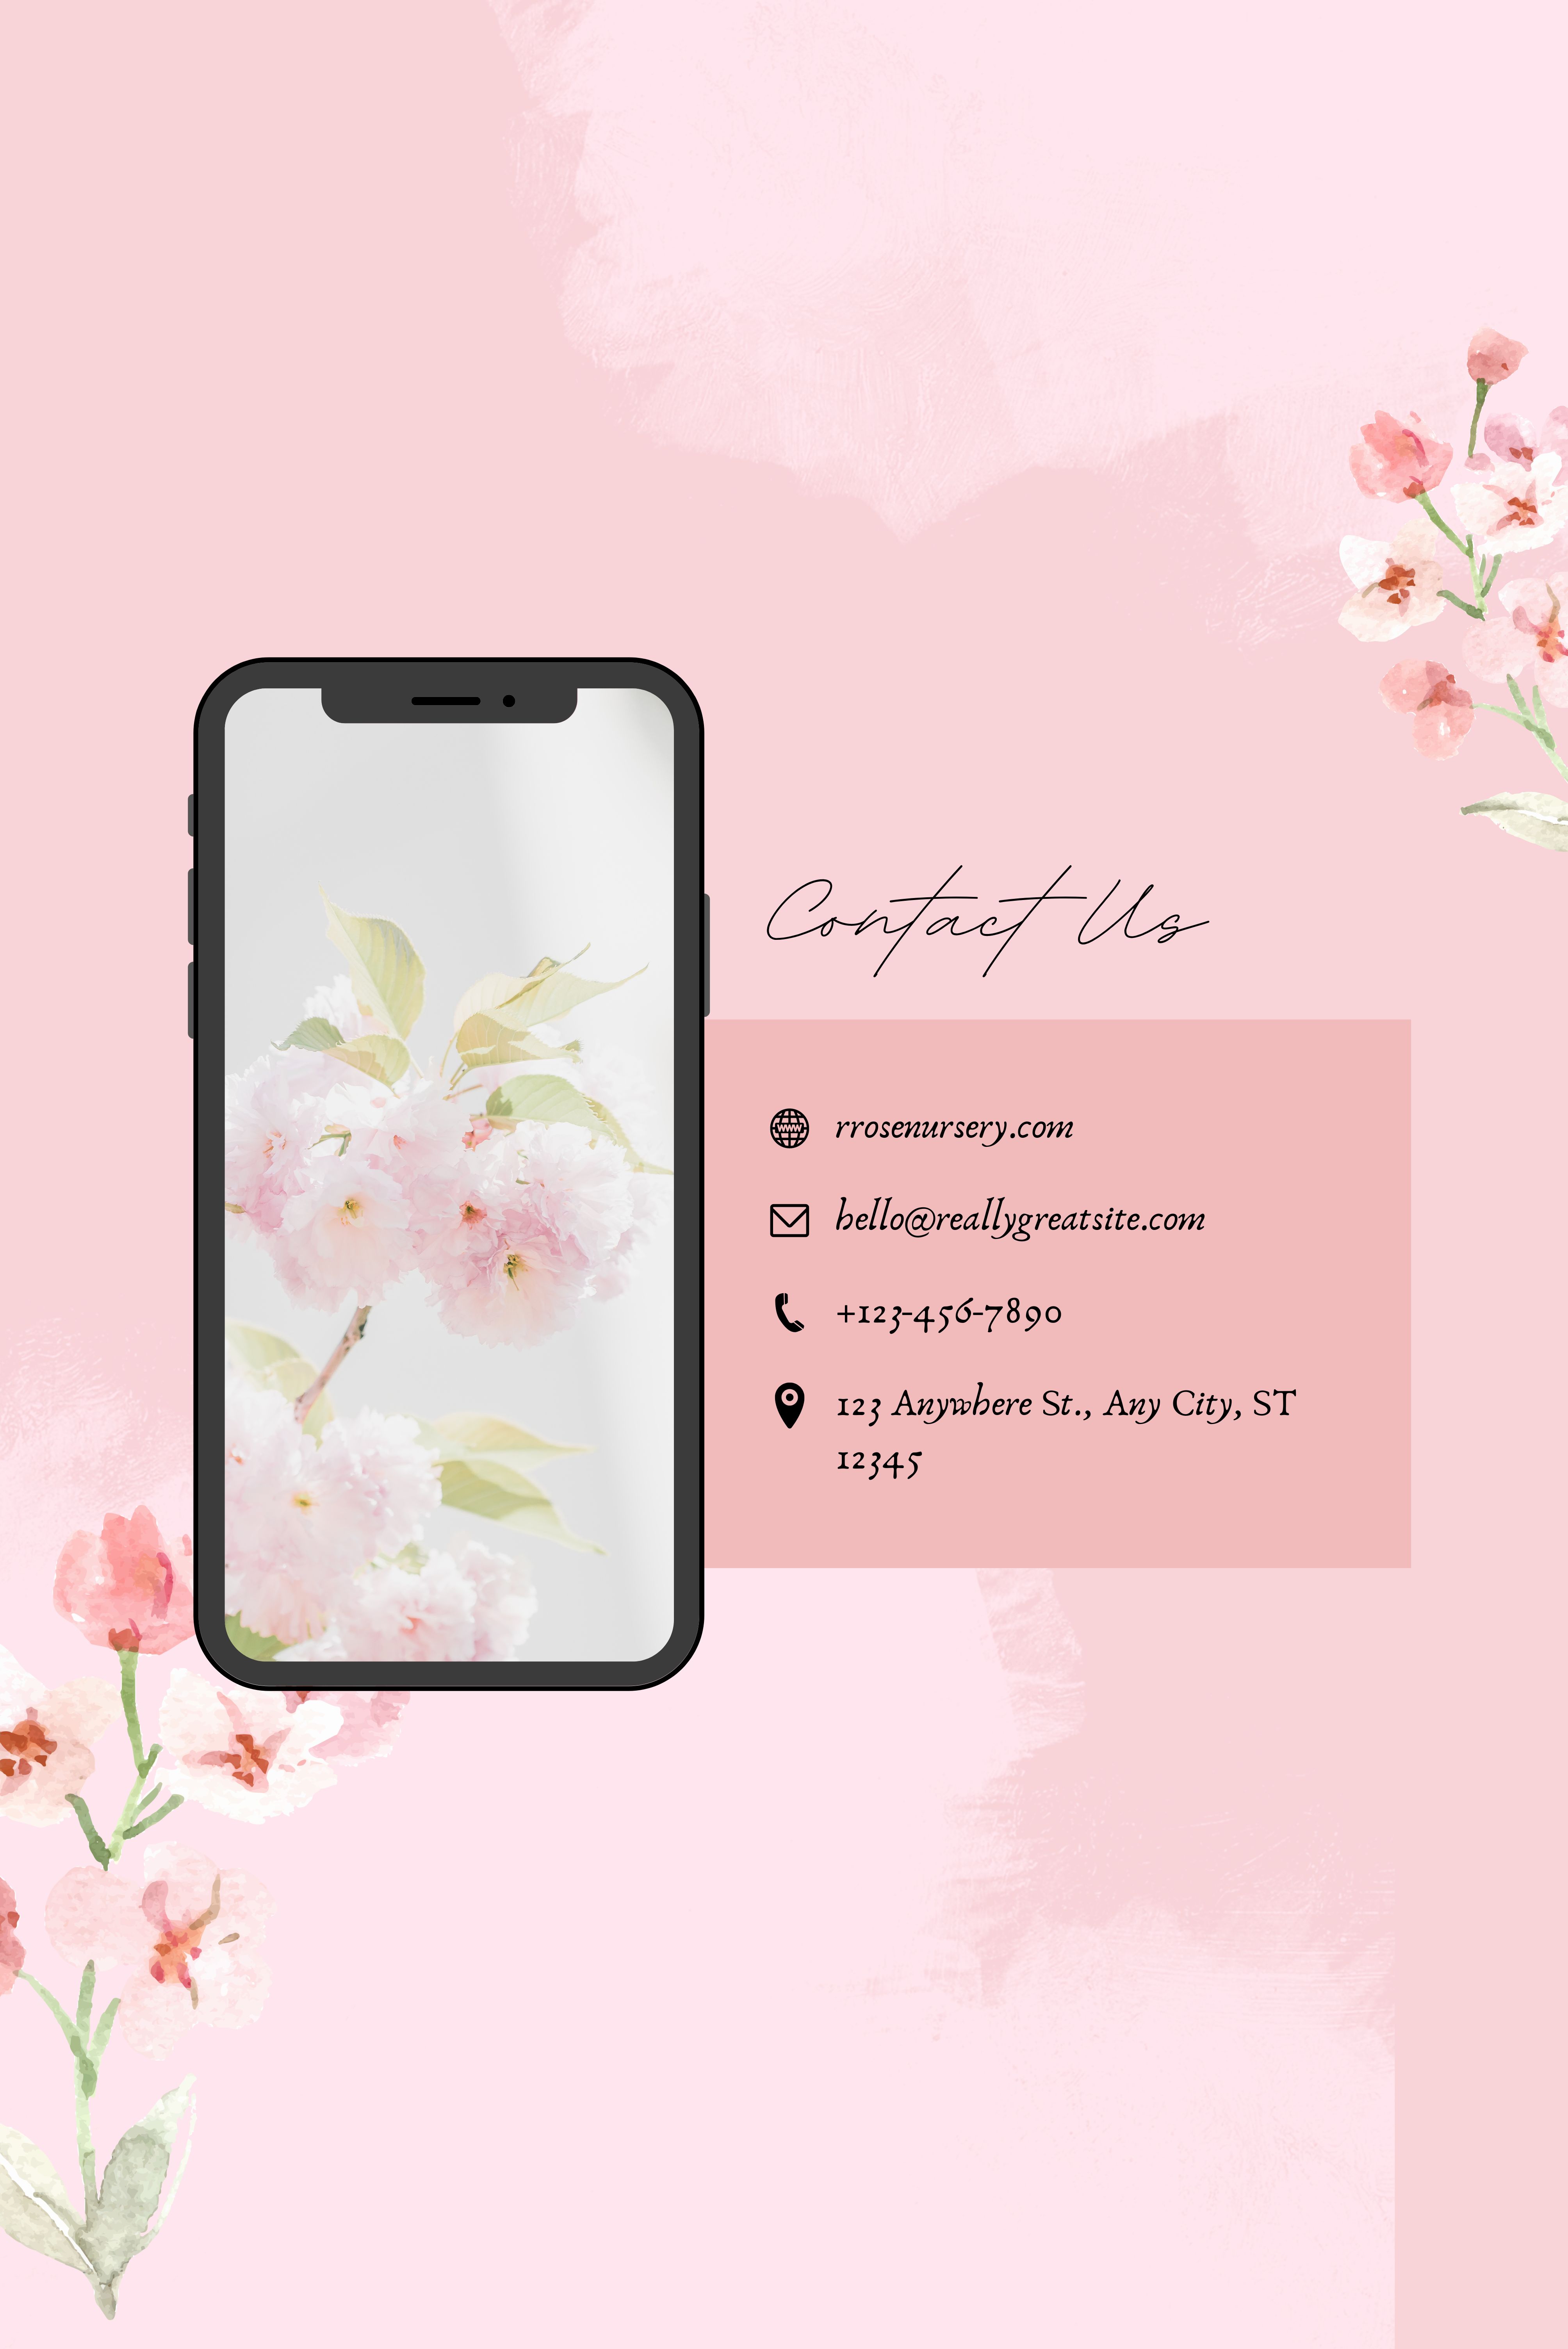 Contact Us
rrosenursery.com
hello@reallygreatsite.com
+123-456-7890
123 Anywhere St., Any City, ST
12345